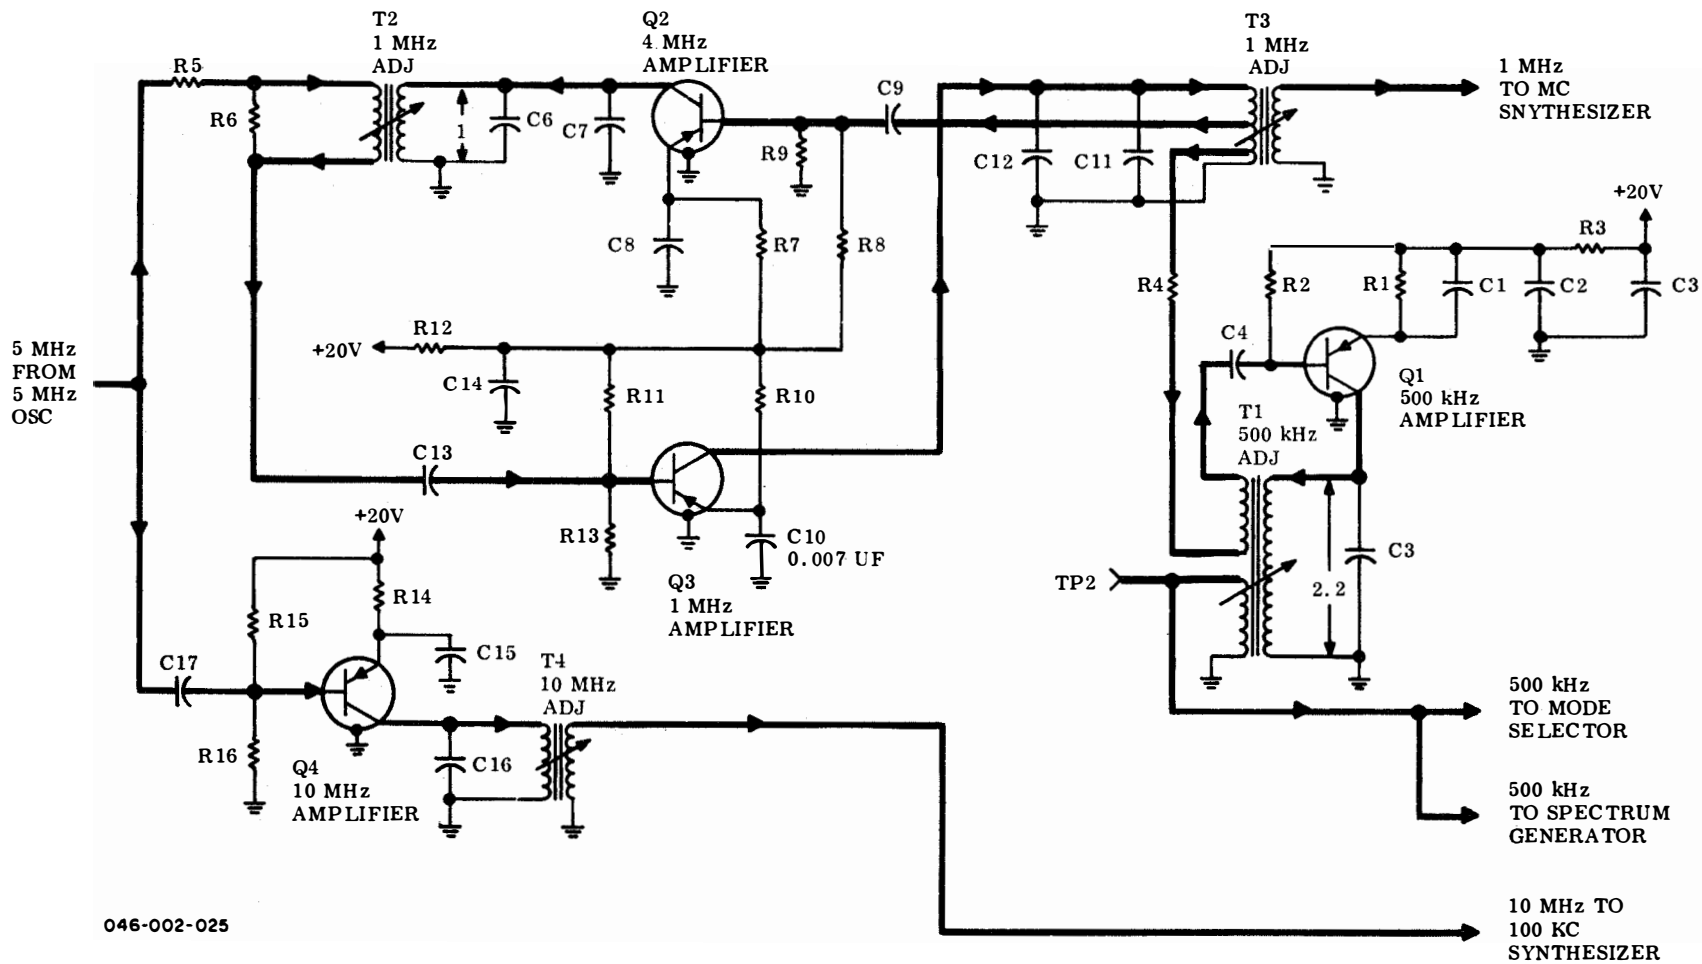 T2
1 MHz
ADJ
Q2
4 MHz
AMPLIFIER
T3
1 MHz
ADJ
1 MHz
TO MC
SNYTHESIZER
R5
R6
1
C6
C7
R9
C9
C12
C11
+20V
R3
C8
R7
R8
R4
R2
R1
C1
C2
C3
5 MHz
FROM
5 MHz
OSC
+20V
R12
C14
R11
R10
C4
Q1
500 kHz
AMPLIFIER
T1
500 kHz
ADJ
C13
+20V
R13
C10
0.007 UF
Q3
1 MHz
AMPLIFIER
C3
2.2
TP2
R15
R14
C15
C17
T4
10 MHz
ADJ
R16
C16
Q4
10 MHz
AMPLIFIER
500 kHz
TO MODE
SELECTOR
500 kHz
TO SPECTRUM
GENERATOR
10 MHz TO
100 KC
SYNTHESIZER
046-002-025